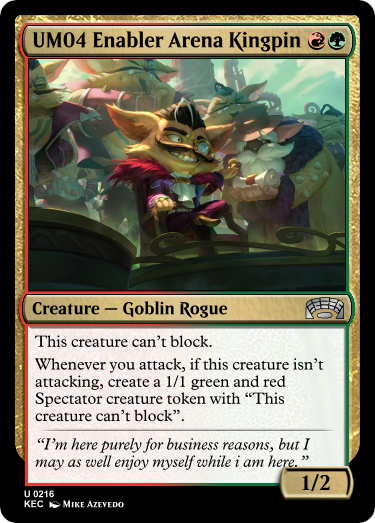 UM04 Enabler Arena Kingpin
Creature — Goblin Rogue
This creature can't block.
Whenever you attack, if this creature isn't
attacking, create a 1/1 green and red
Spectator creature token with “This
creature can't block”.
“I'm here purely for business reasons, but I
may as well enjoy myself while i am here.”
1/2
U 0216
KEC Mike Azevedo